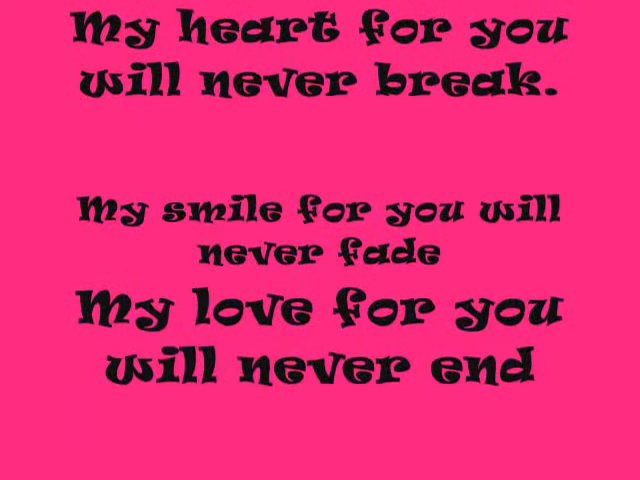 My heart for you
will never break.
My smile for you will
never fade
My love for you
will never end